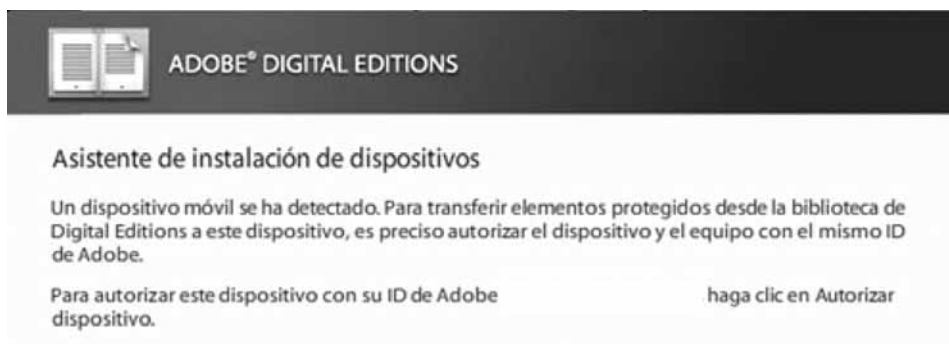 ADOBE® DIGITAL EDITIONS
Asistente de instalación de dispositivos
Un dispositivo móvil se ha detectado. Para transferir elementos protegidos desde la biblioteca de
Digital Editions a este dispositivo, es preciso autorizar el dispositivo y el equipo con el mismo ID
de Adobe.
Para autorizar este dispositivo con su ID de Adobe haga clic en Autorizar
dispositivo.